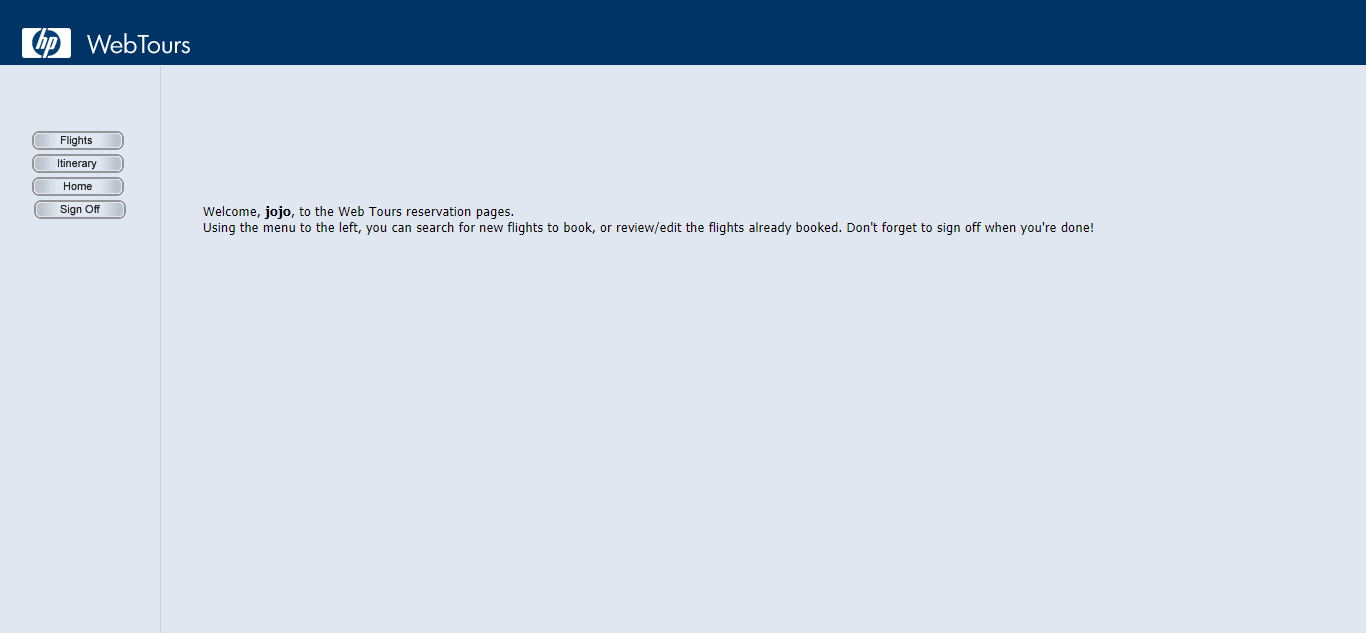 hp WebTours
Flights
Itinerary
Home
Sign Off
Welcome, jojo, to the Web Tours reservation pages.
Using the menu to the left, you can search for new flights to book, or review/edit the flights already booked. Don't forget to sign off when you're done!